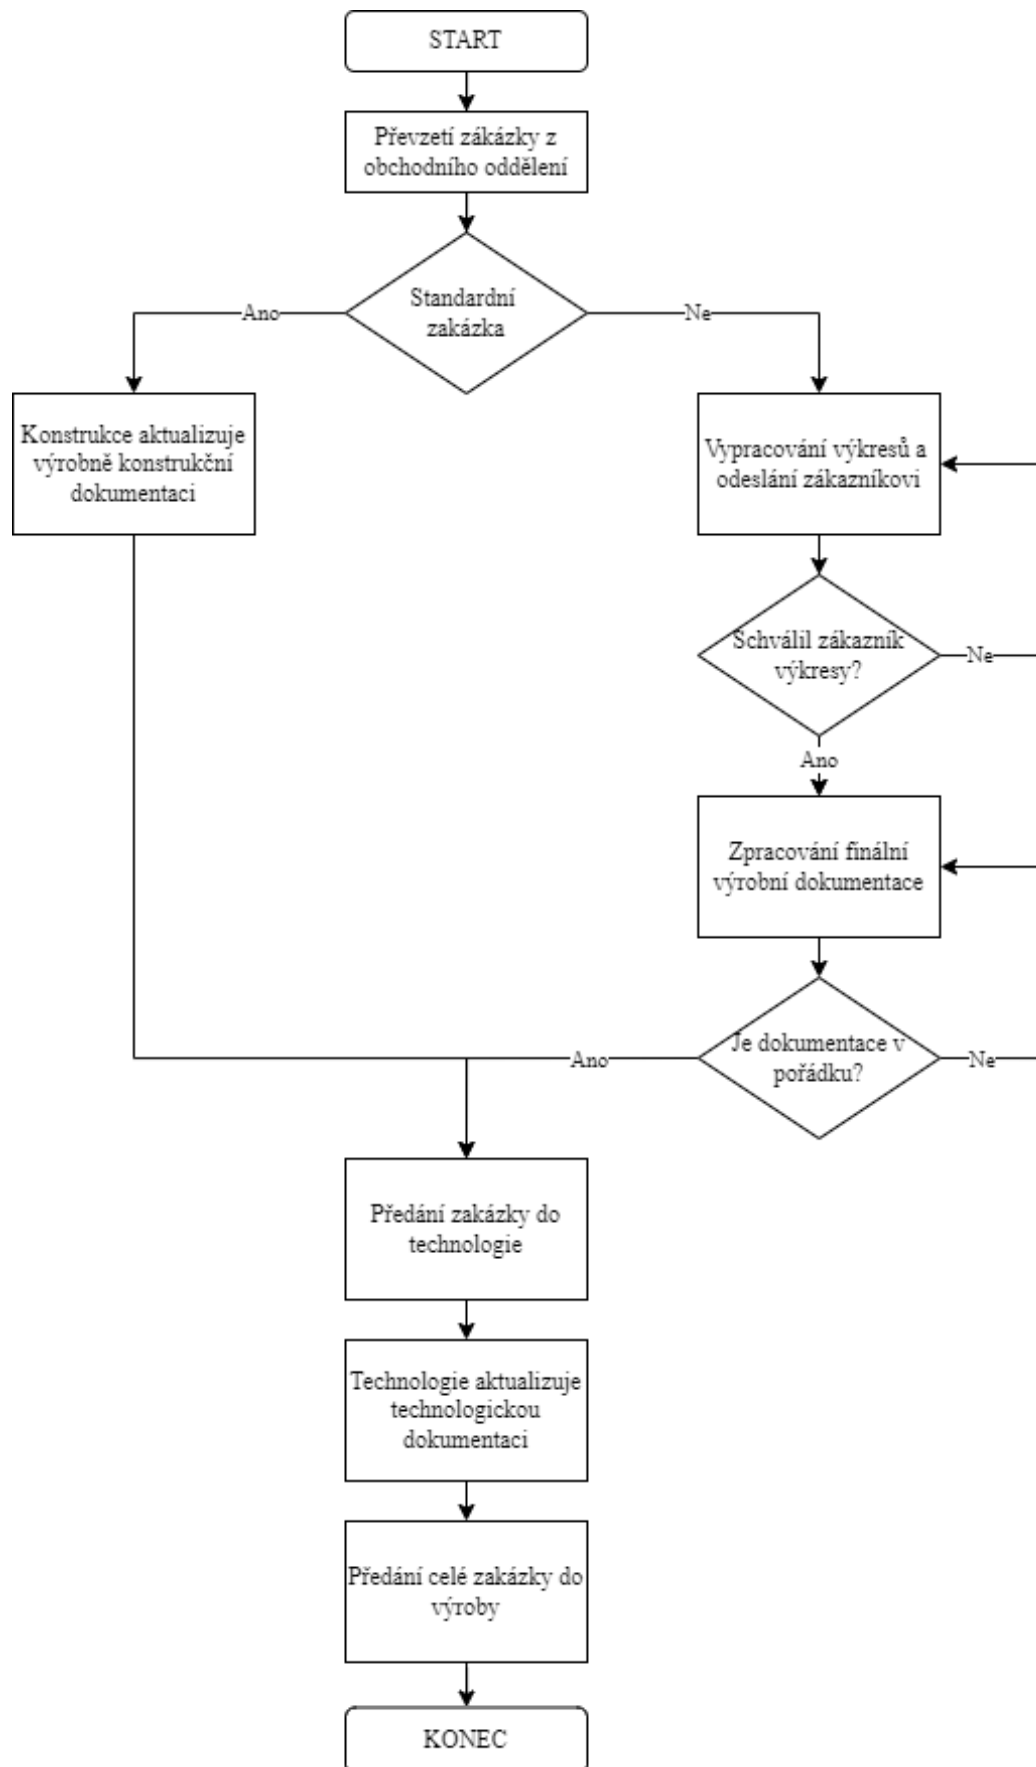 START
Převzetí zákázky z
obchodního oddělení
Standardní
zakázka
Ano
Ne
Konstrukce aktualizuje
výrobně konstrukční
dokumentaci
Vypracování výkresů a
odeslání zákazníkovi
Schválil zákazník
výkresy?
Ne
Ano
Zpracování finální
výrobní dokumentace
Je dokumentace v
pořádku?
Ano
Ne
Předání zakázky do
technologie
Technologie aktualizuje
technologickou
dokumentaci
Předání celé zakázky do
výroby
KONEC